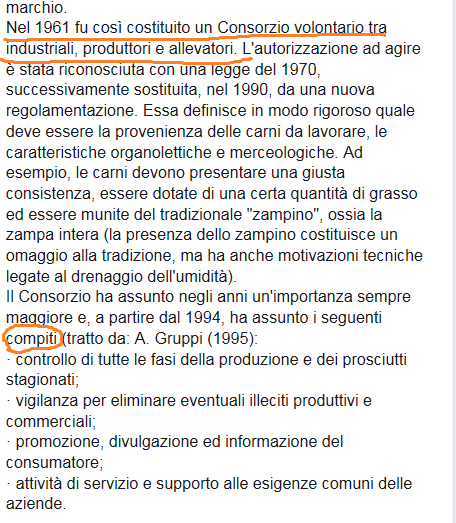 marchio.
Nel 1961 fu così costituito un Consorzio volontario tra
industriali, produttori e allevatori. L'autorizzazione ad agire
è stata riconosciuta con una legge del 1970,
successivamente sostituita, nel 1990, da una nuova
regolamentazione. Essa definisce in modo rigoroso quale
deve essere la provenienza delle carni da lavorare, le
caratteristiche organolettiche e merceologiche. Ad
esempio, le carni devono presentare una giusta
consistenza, essere dotate di una certa quantità di grasso
ed essere munite del tradizionale "zampino", ossia la
zampa intera (la presenza dello zampino costituisce un
omaggio alla tradizione, ma ha anche motivazioni tecniche
legate al drenaggio dell'umidità).
Il Consorzio ha assunto negli anni un'importanza sempre
maggiore e, a partire dal 1994, ha assunto i seguenti
compiti (tratto da: A. Gruppi (1995):
· controllo di tutte le fasi della produzione e dei prosciutti
stagionati;
· vigilanza per eliminare eventuali illeciti produttivi e
commerciali;
· promozione, divulgazione ed informazione del
consumatore;
· attività di servizio e supporto alle esigenze comuni delle
aziende.